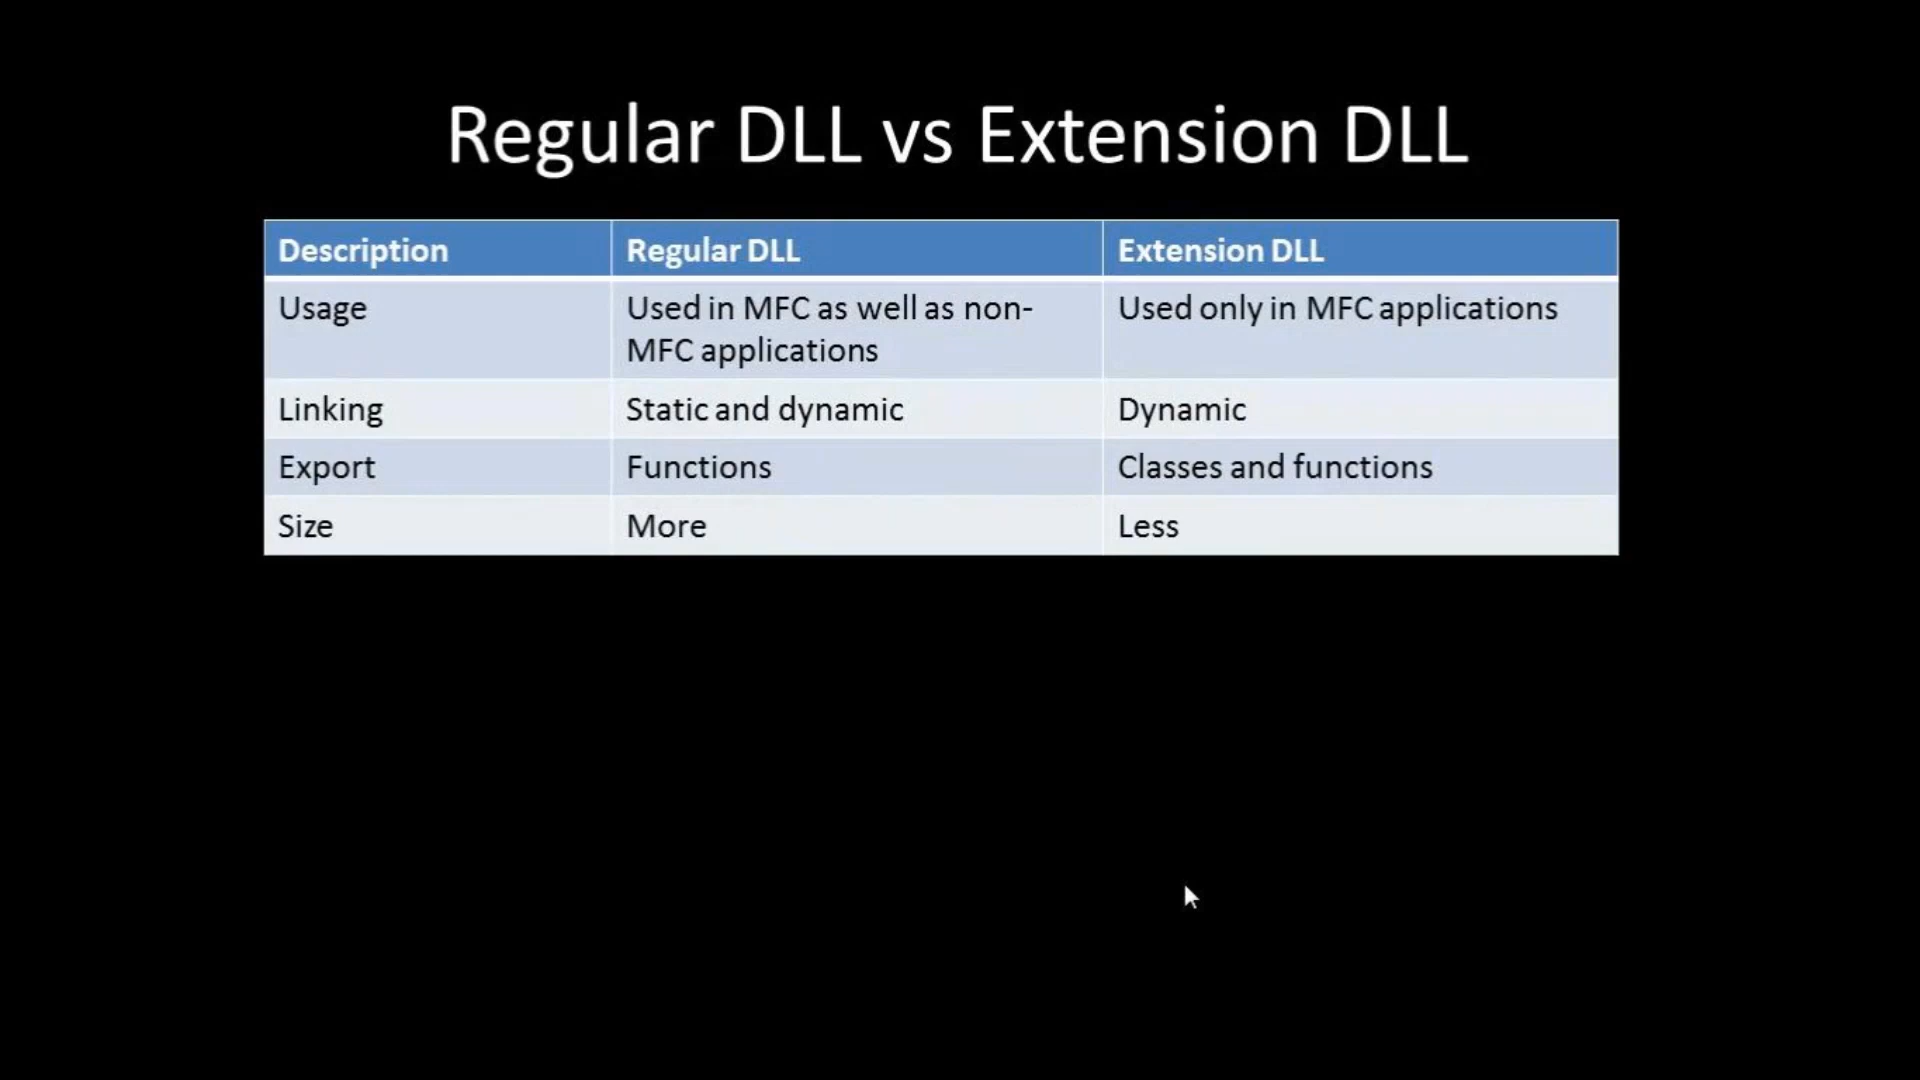 Regular DLL vs Extension DLL
Description Regular DLL Extension DLL
Usage Used in MFC as well as non- Used only in MFC applications
MFC applications
Linking Static and dynamic Dynamic
Export Functions Classes and functions
Size More Less